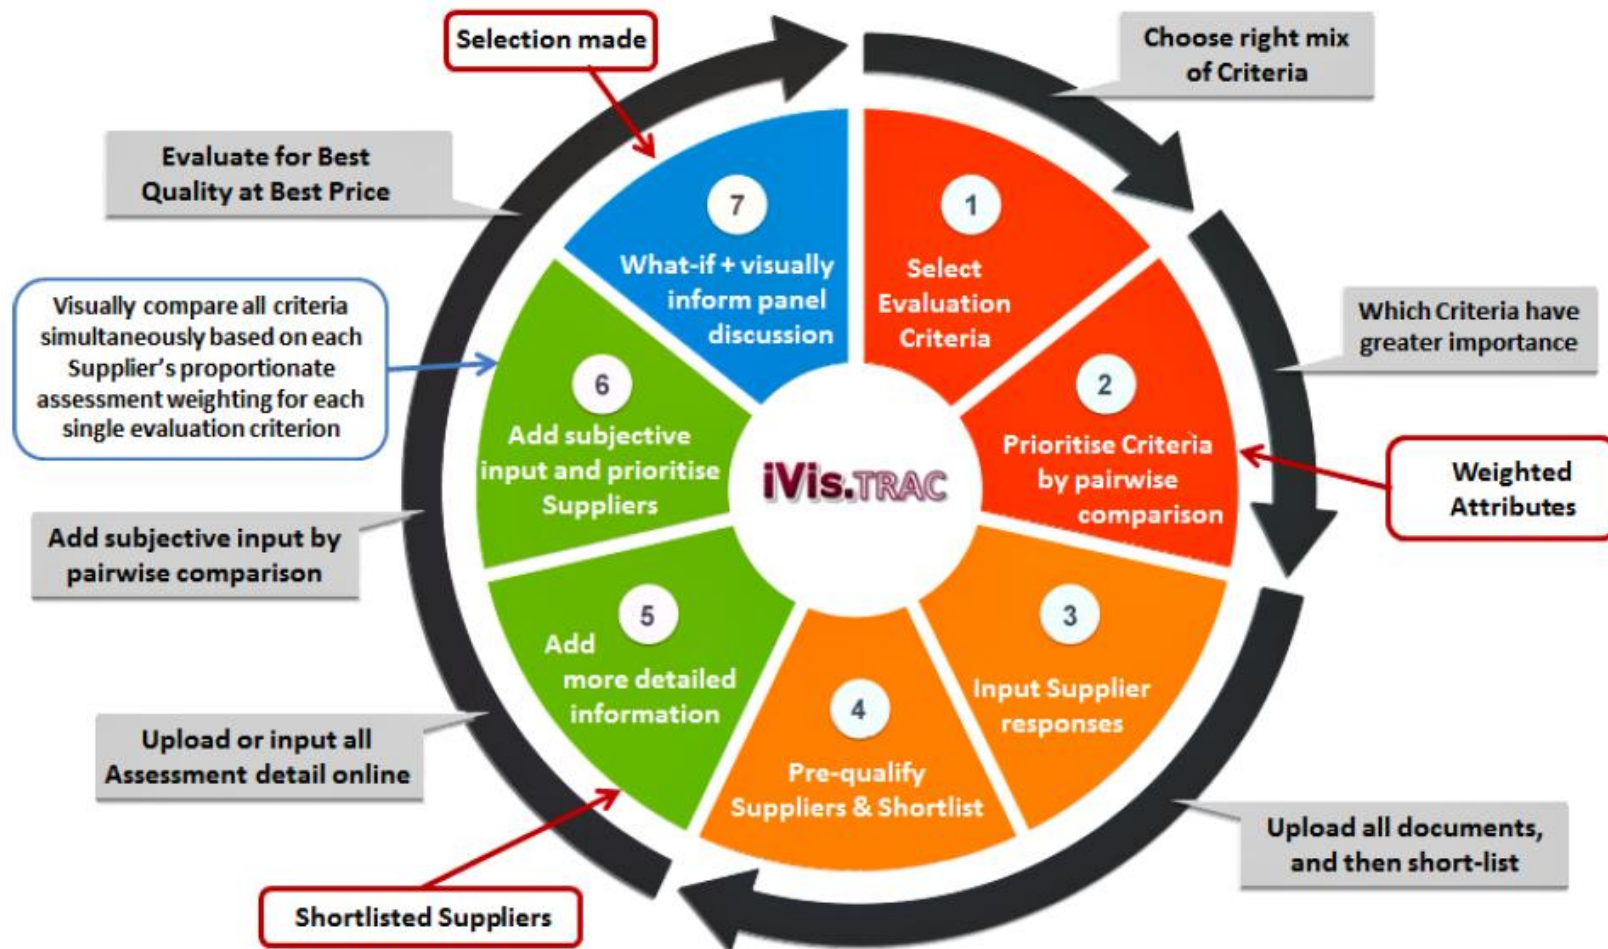 Selection made
Choose right mix
of Criteria
Evaluate for Best
Quality at Best Price
7
What-if + visually
inform panel
discussion
1
Select
Evaluation
Criteria
Visually compare all criteria
simultaneously based on each
Supplier's proportionate
assessment weighting for each
single evaluation criterion
Which Criteria have
greater importance
6
Add subjective
input and prioritise
Suppliers
2
Prioritise Criteria
by pairwise
comparison
iVis.TRAC
Weighted
Attributes
Add subjective input by
pairwise comparison
5
Add
more detailed
information
3
Input Supplier
responses
4
Pre-qualify
Suppliers & Shortlist
Upload or input all
Assessment detail online
Upload all documents,
and then short-list
Shortlisted Suppliers